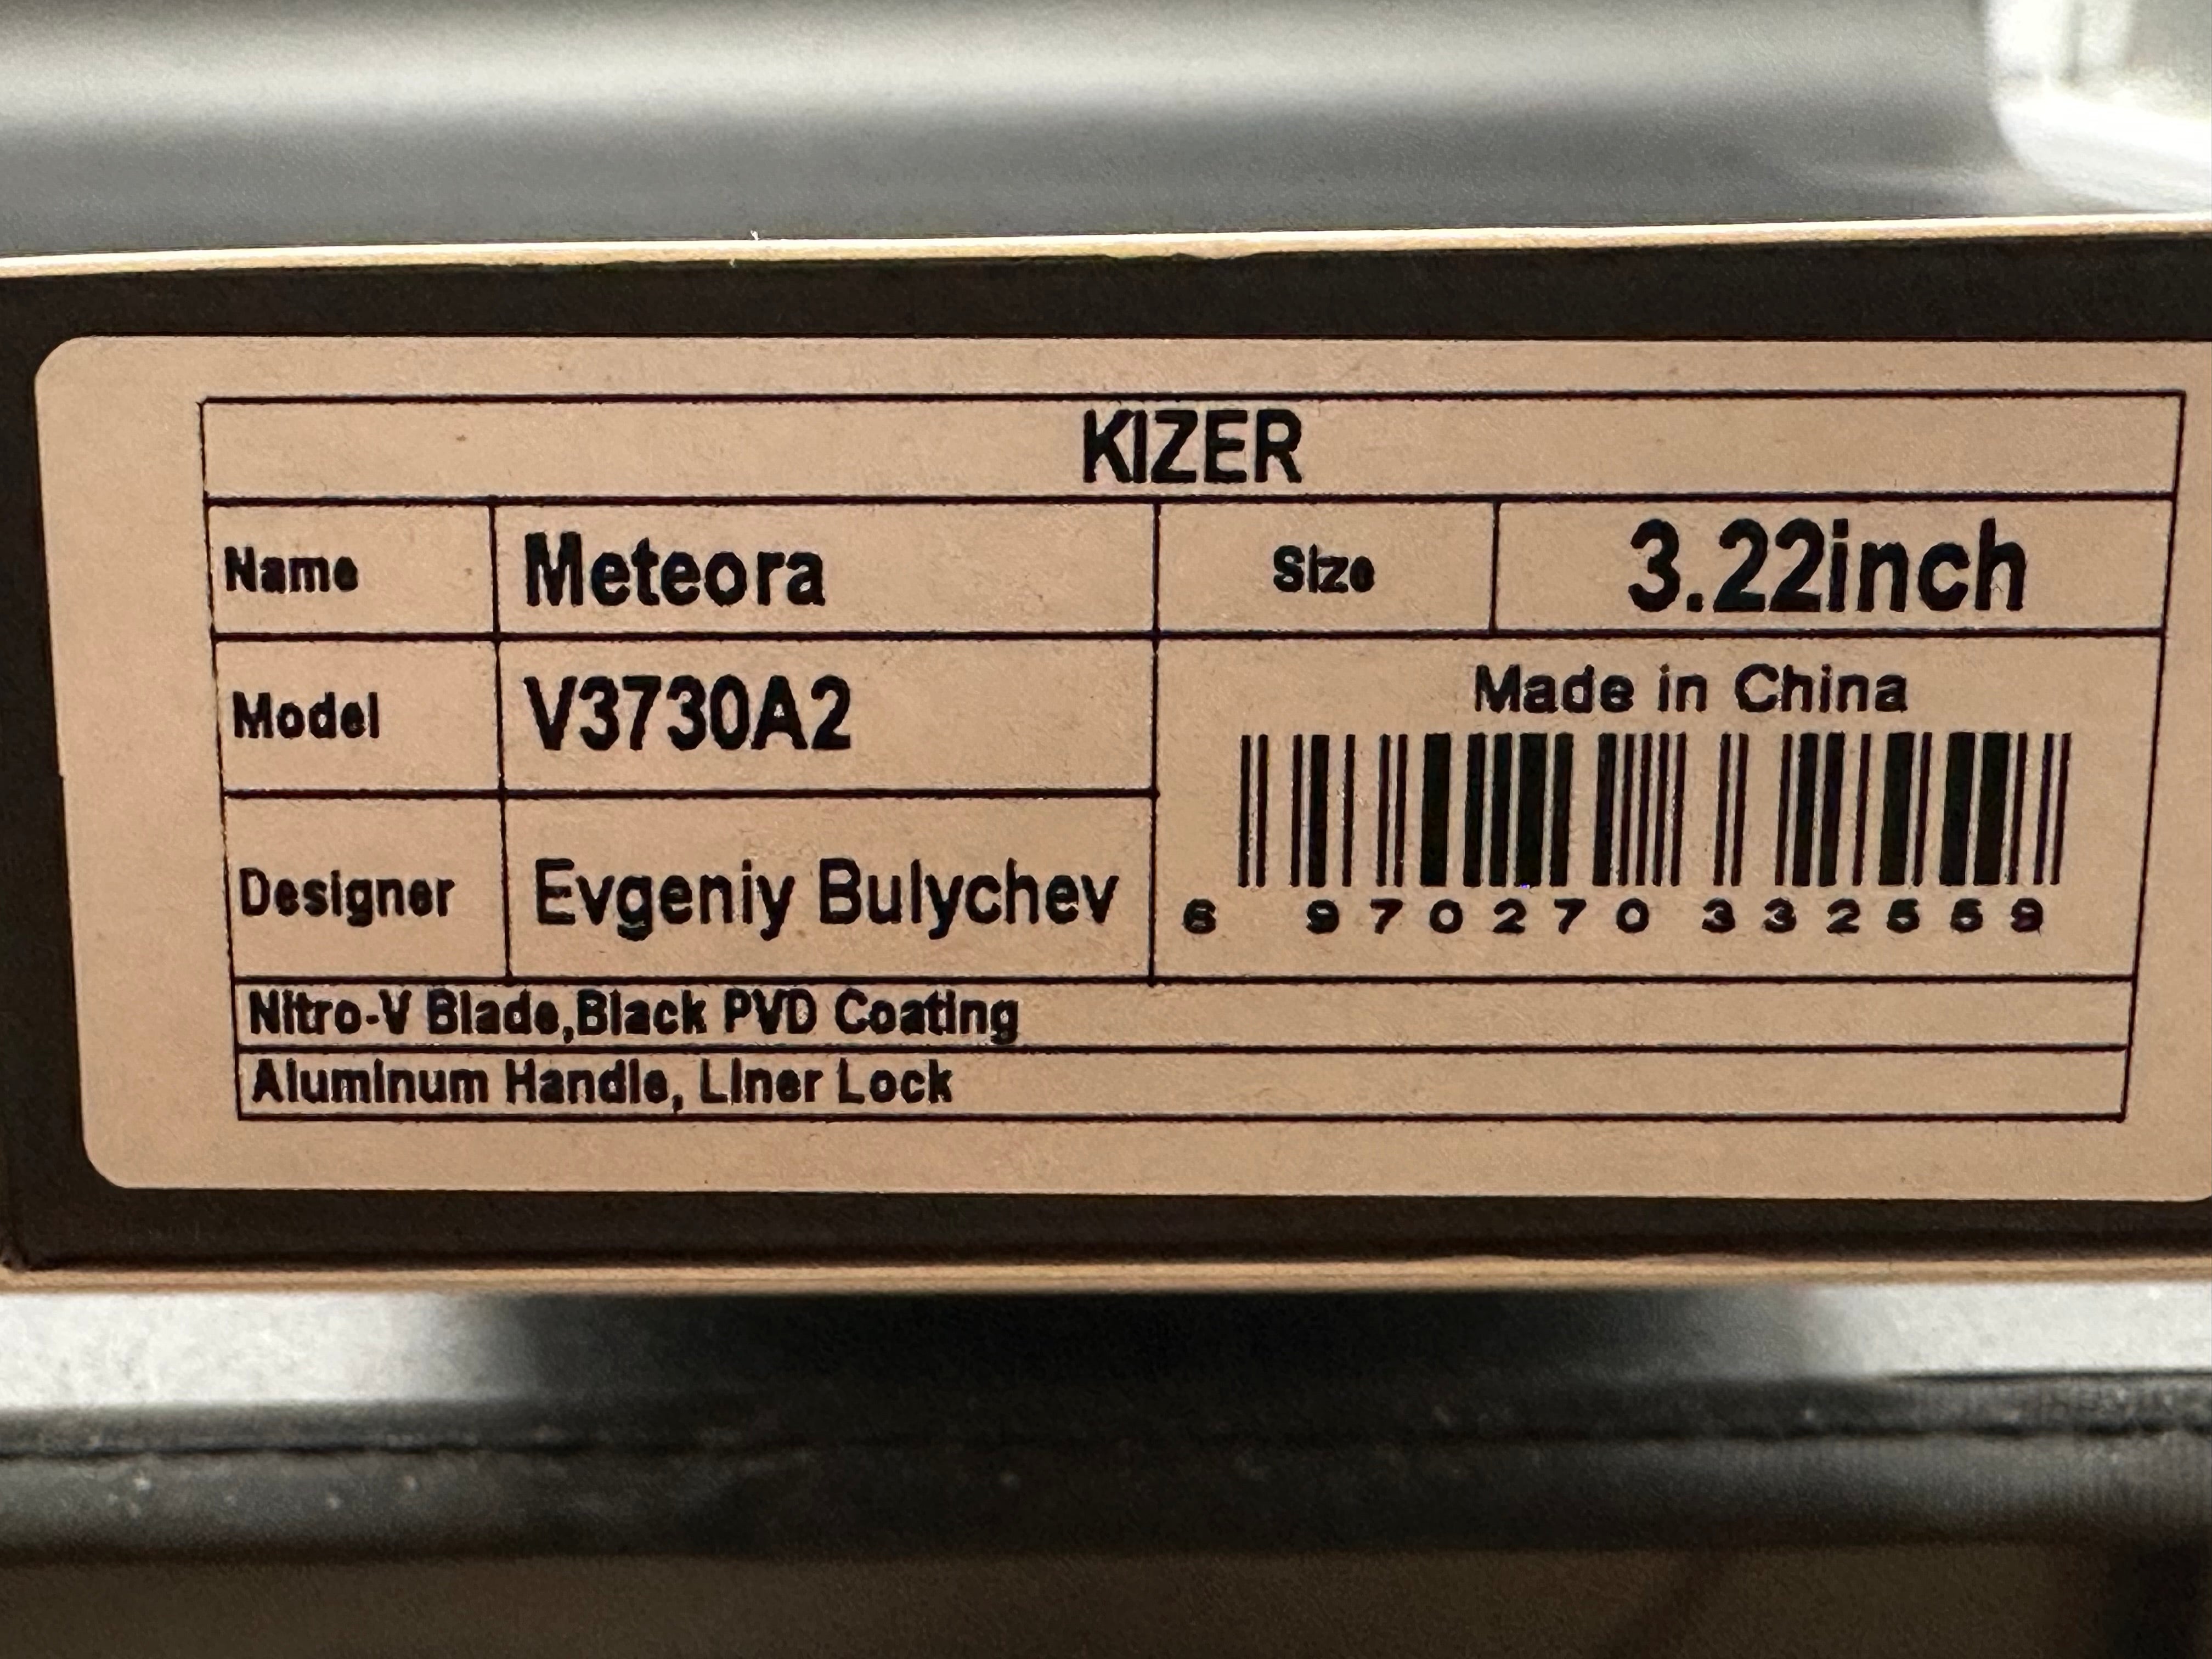 KIZER
Name Meteora Size 3.22inch
Model V3730A2 Made in China
Designer Evgeniy Bulychev 6 970270 332559
Nitro-V Blade,Black PVD Coating
Aluminum Handle, Liner Lock